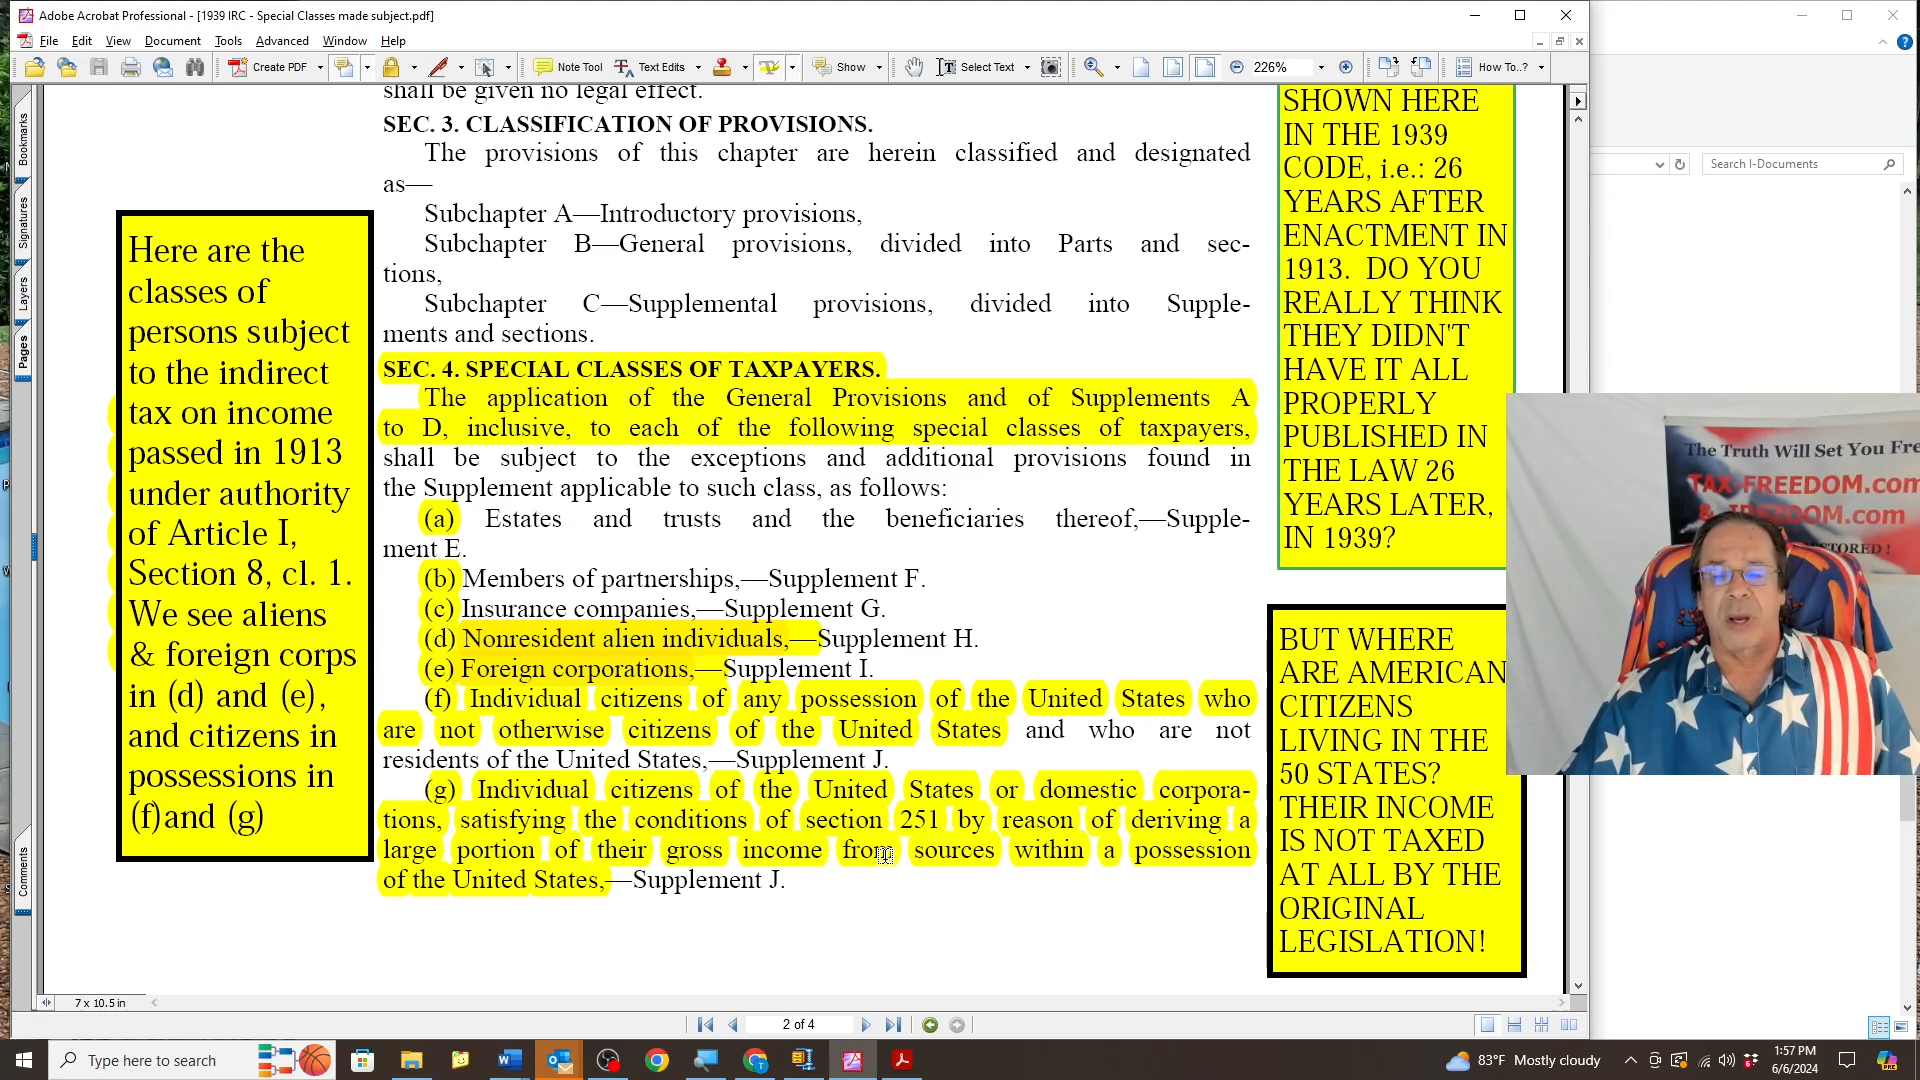 Adobe Acrobat Professional - [1939 IRC - Special Classes made subject.pdf]
File Edit View Document Tools Advanced Window Help
Create PDF
Note Tool
Text Edits
Show
Select Text
226%
How To..?
Search I-Documents
Bookmarks
Signatures
Layers
Pages
Comments
shall be given no legal effect.
SEC. 3. CLASSIFICATION OF PROVISIONS.
The provisions of this chapter are herein classified and designated
as—
Subchapter A—Introductory provisions,
Subchapter B—General provisions, divided into Parts and sec-
tions,
Subchapter C—Supplemental provisions, divided into Supple-
ments and sections.
SEC. 4. SPECIAL CLASSES OF TAXPAYERS.
The application of the General Provisions and of Supplements A
to D, inclusive, to each of the following special classes of taxpayers,
shall be subject to the exceptions and additional provisions found in
the Supplement applicable to such class, as follows:
(a) Estates and trusts and the beneficiaries thereof,—Supple-
ment E.
(b) Members of partnerships,—Supplement F.
(c) Insurance companies,—Supplement G.
(d) Nonresident alien individuals,—Supplement H.
(e) Foreign corporations,—Supplement I.
(f) Individual citizens of any possession of the United States who
are not otherwise citizens of the United States and who are not
residents of the United States,—Supplement J.
(g) Individual citizens of the United States or domestic corpora-
tions, satisfying the conditions of section 251 by reason of deriving a
large portion of their gross income from sources within a possession
of the United States,—Supplement J.
Here are the
classes of
persons subject
to the indirect
tax on income
passed in 1913
under authority
of Article I,
Section 8, cl. 1.
We see aliens
& foreign corps
in (d) and (e),
and citizens in
possessions in
(f)and (g)
SHOWN HERE
IN THE 1939
CODE, i.e.: 26
YEARS AFTER
ENACTMENT IN
1913. DO YOU
REALLY THINK
THEY DIDN'T
HAVE IT ALL
PROPERLY
PUBLISHED IN
THE LAW 26
YEARS LATER,
IN 1939?
BUT WHERE
ARE AMERICAN
CITIZENS
LIVING IN THE
50 STATES?
THEIR INCOME
IS NOT TAXED
AT ALL BY THE
ORIGINAL
LEGISLATION!
The Truth Will Set You Fre
TAX-FREEDOM.com
7 x 10.5 in
2 of 4
Type here to search
83°F Mostly cloudy
1:57 PM
6/6/2024